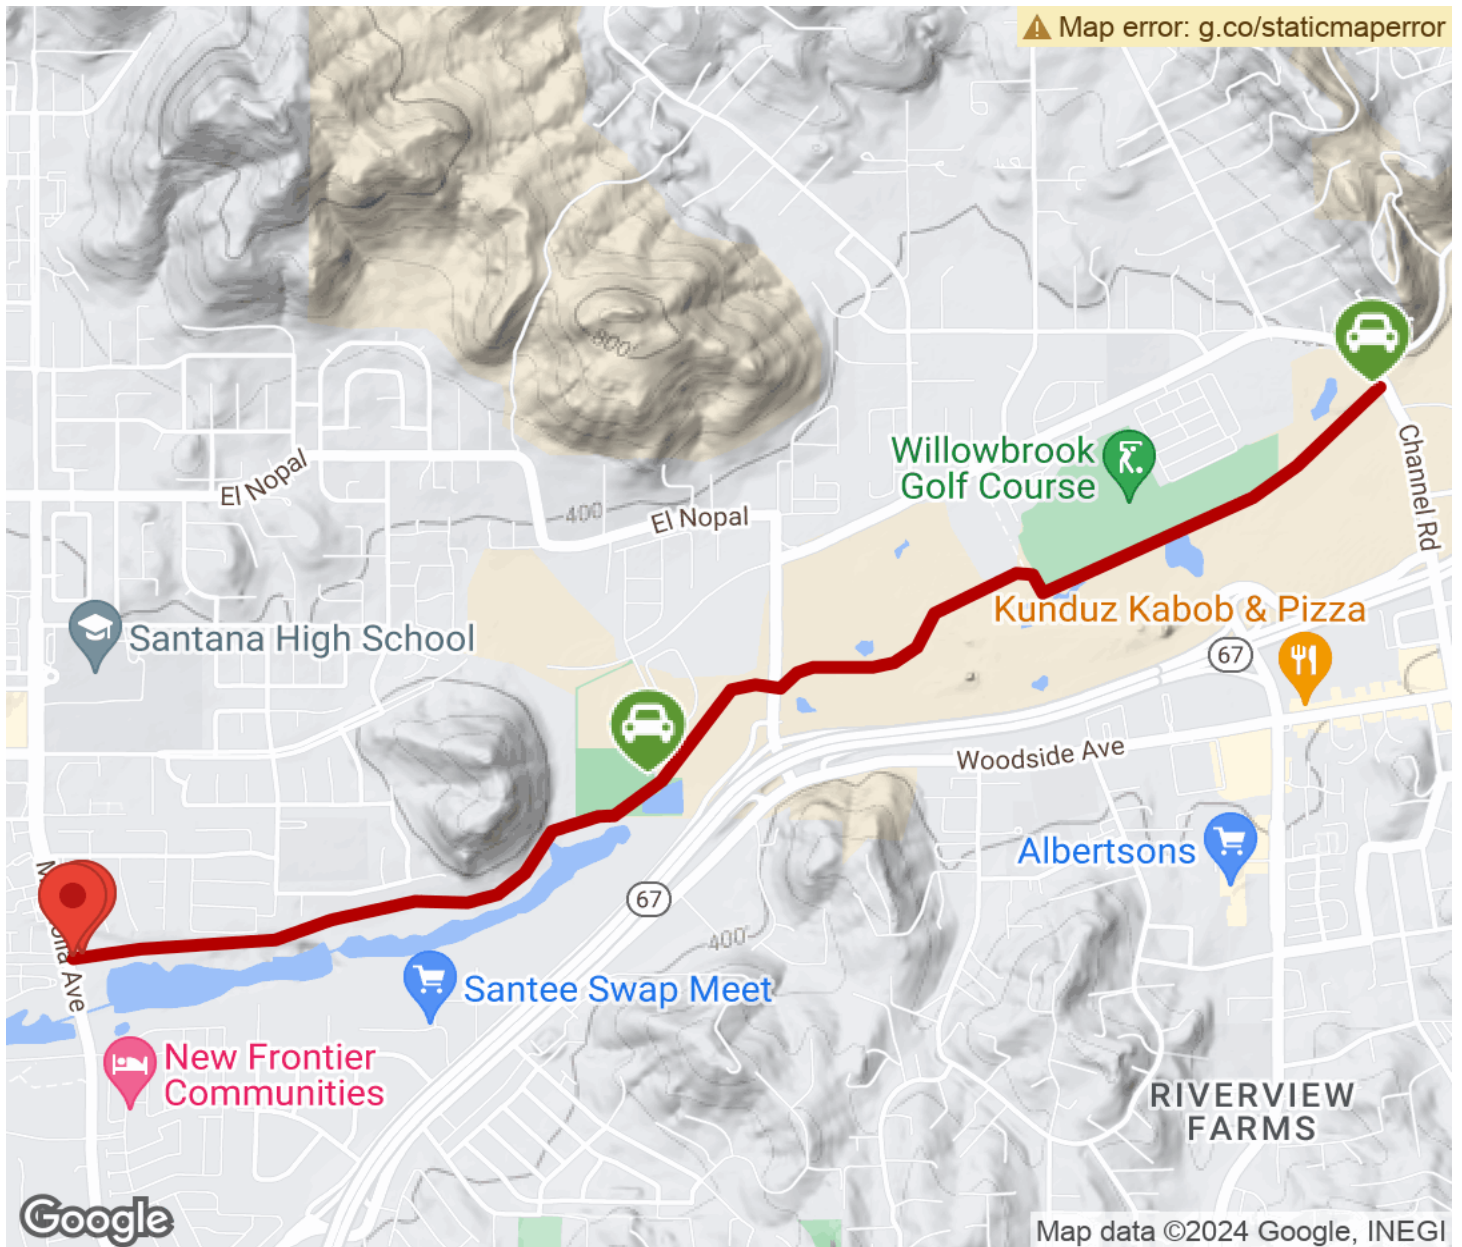 Map error: g.co/staticmaperror
800'
Willowbrook
Golf Course
Channel Rd
El Nopal
400
El Nopal
Kunduz Kabob & Pizza
Santana High School
67
Woodside Ave
Albertsons
67
400'
Ave
Santee Swap Meet
New Frontier
Communities
RIVERVIEW
FARMS
Google
Map data ©2024 Google, INEGI